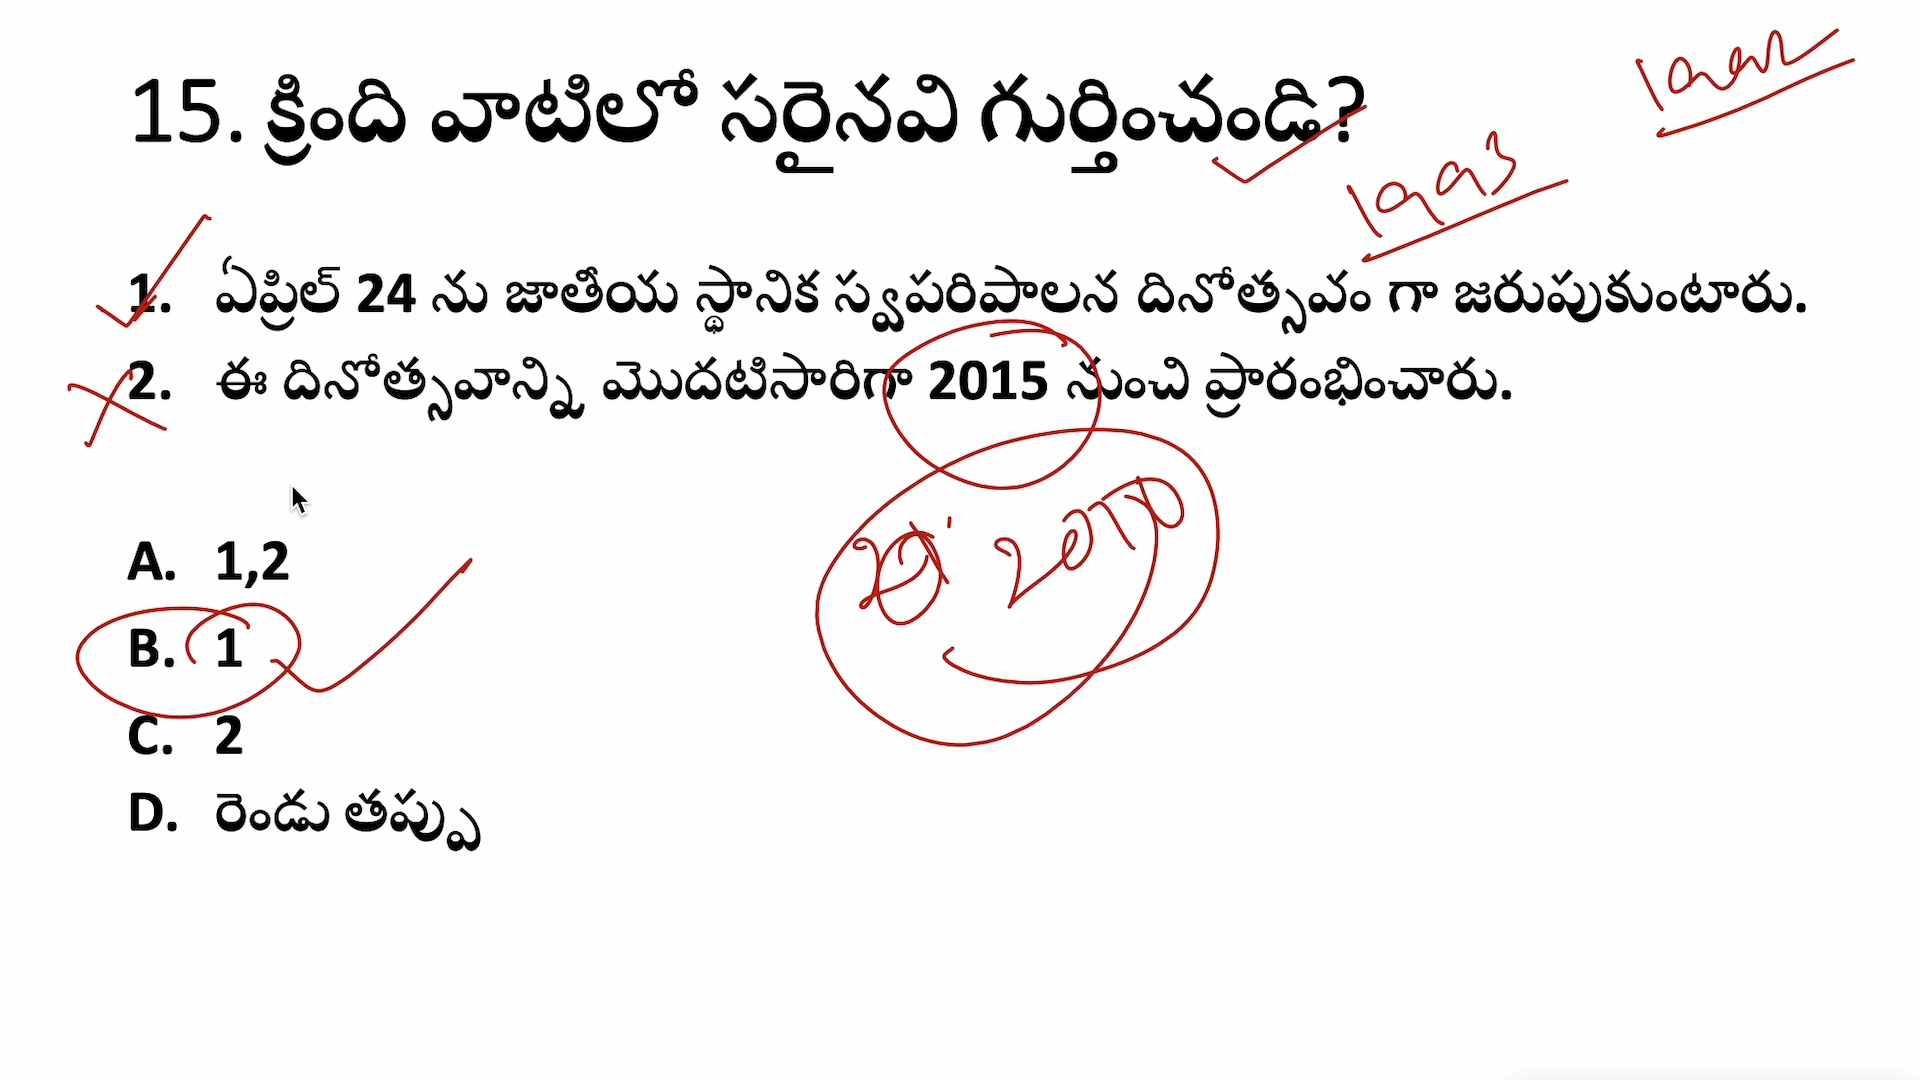 15. క్రింది వాటిలో సరైనవి గుర్తించండి?
1992
1993
1. ఏప్రిల్ 24 ను జాతీయ స్థానిక స్వపరిపాలన దినోత్సవం గా జరుపుకుంటారు.
2. ఈ దినోత్సవాన్ని మొదటిసారిగా 2015 నుంచి ప్రారంభించారు.
2010
A. 1,2
B. 1
C. 2
D. రెండు తప్పు